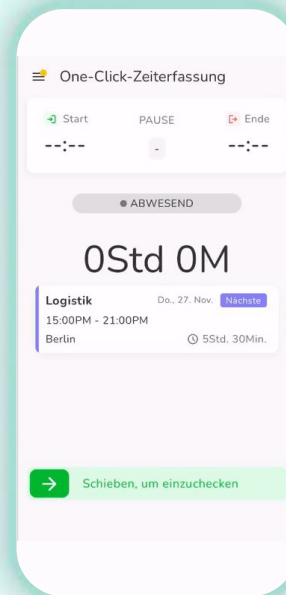 One-Click-Zeiterfassung
Start PAUSE Ende
--:-- - --:--
ABWESEND
0Std 0M
Logistik Do., 27. Nov. Nächste
15:00PM - 21:00PM
Berlin 5Std. 30Min.
Schieben, um einzuchecken